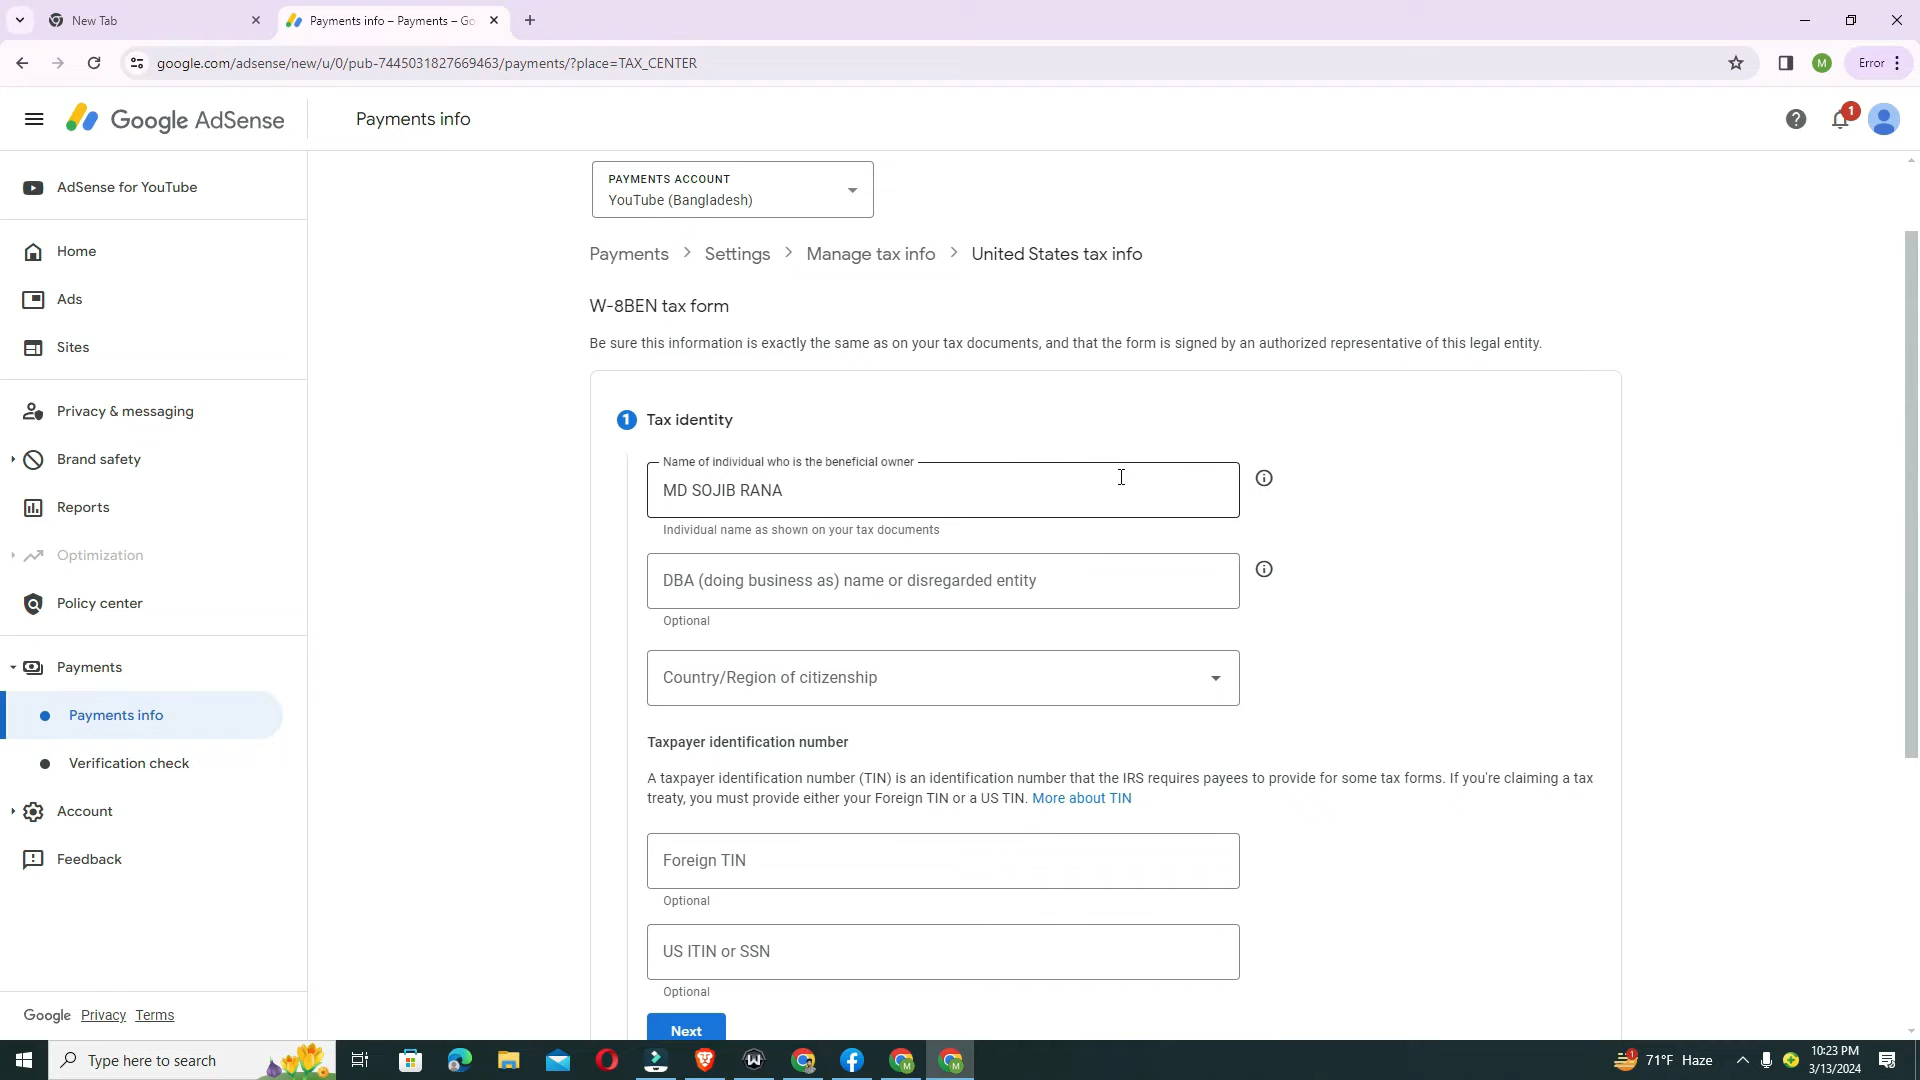 New Tab
Payments info – Payments – Go
google.com/adsense/new/u/0/pub-7445031827669463/payments/?place=TAX_CENTER
M
Error
Google AdSense
Payments info
1
AdSense for YouTube
Home
Ads
Sites
Privacy & messaging
Brand safety
Reports
Optimization
Policy center
Payments
Payments info
Verification check
Account
Feedback
Google Privacy Terms
PAYMENTS ACCOUNT
YouTube (Bangladesh)
Payments > Settings > Manage tax info > United States tax info
W-8BEN tax form
Be sure this information is exactly the same as on your tax documents, and that the form is signed by an authorized representative of this legal entity.
1 Tax identity
Name of individual who is the beneficial owner
MD SOJIB RANA
Individual name as shown on your tax documents
DBA (doing business as) name or disregarded entity
Optional
Country/Region of citizenship
Taxpayer identification number
A taxpayer identification number (TIN) is an identification number that the IRS requires payees to provide for some tax forms. If you're claiming a tax
treaty, you must provide either your Foreign TIN or a US TIN. More about TIN
Foreign TIN
Optional
US ITIN or SSN
Optional
Next
Type here to search
71°F Haze
10:23 PM
3/13/2024